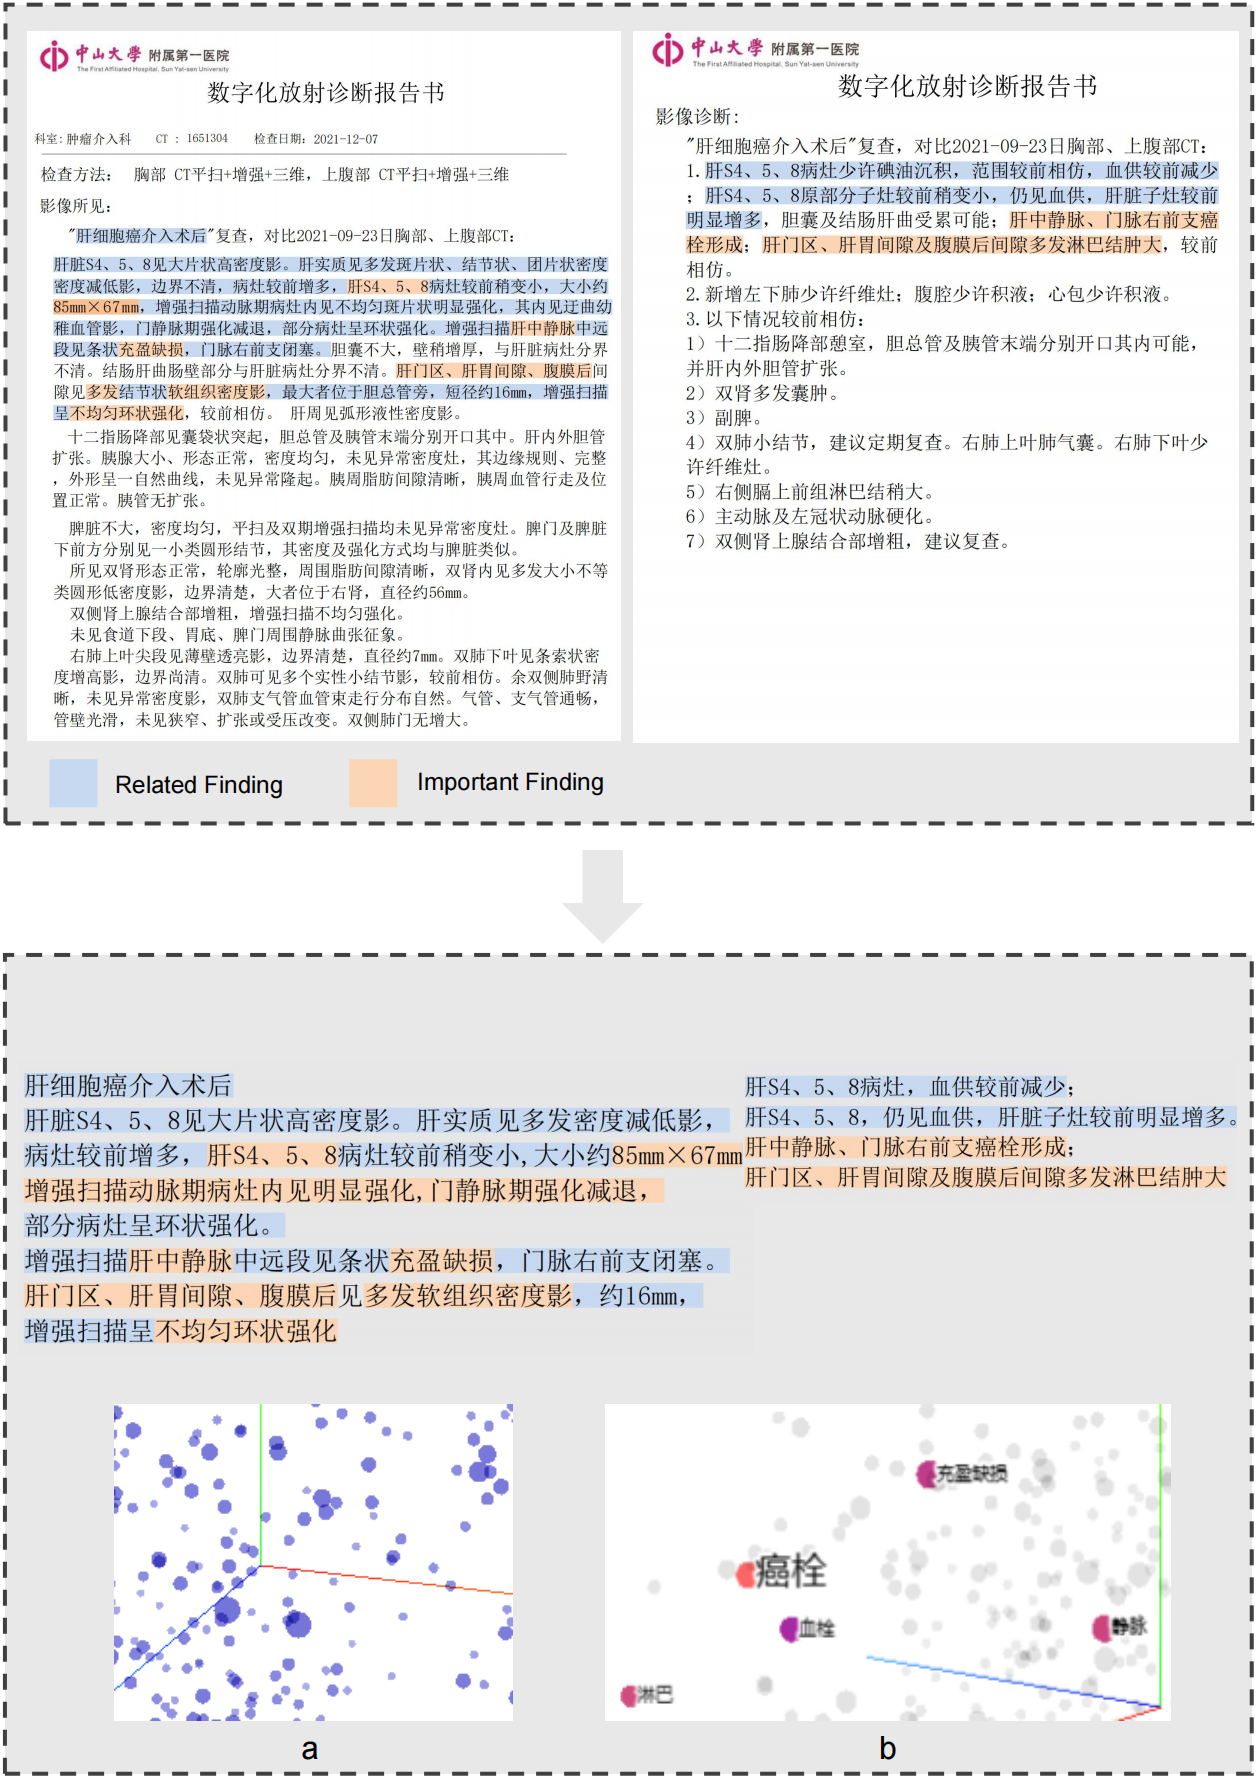 中山大學 附属第一医院
The First Affiliated Hospital, Sun Yat-sen University
数字化放射诊断报告书
科室: 肿瘤介入科 CT : 1651304 检查日期: 2021-12-07
检查方法: 胸部 CT平扫+增强+三维, 上腹部 CT平扫+增强+三维
影像所见:
"肝细胞癌介入术后"复查, 对比2021-09-23日胸部、上腹部CT:
肝脏S4、5、8见大片状高密度影。肝实质见多发斑片状、结节状、团片状密度
密度减低影, 边界不清, 病灶较前增多, 肝S4、5、8病灶较前稍变小, 大小约
85mm×67mm, 增强扫描动脉期病灶内见不均匀斑片状明显强化, 其内见迂曲幼
稚血管影, 门静脉期强化减退, 部分病灶呈环状强化。增强扫描肝中静脉中远
段见条状充盈缺损, 门脉右前支闭塞。胆囊不大, 壁稍增厚, 与肝脏病灶分界
不清。结肠肝曲肠壁部分与肝脏病灶分界不清。肝门区、肝胃间隙、腹膜后间
隙见多发结节状软组织密度影, 最大者位于胆总管旁, 短径约16mm, 增强扫描
呈不均匀环状强化, 较前相仿。 肝周见弧形液性密度影。
十二指肠降部见囊袋状突起, 胆总管及胰管末端分别开口其中。肝内外胆管
扩张。胰腺大小、形态正常, 密度均匀, 未见异常密度灶, 其边缘规则、完整
, 外形呈一自然曲线, 未见异常隆起。胰周脂肪间隙清晰, 胰周血管行走及位
置正常。胰管无扩张。
脾脏不大, 密度均匀, 平扫及双期增强扫描均未见异常密度灶。脾门及脾脏
下前方分别见一小类圆形结节, 其密度及强化方式均与脾脏类似。
所见双肾形态正常, 轮廓光整, 周围脂肪间隙清晰, 双肾内见多发大小不等
类圆形低密度影, 边界清楚, 大者位于右肾, 直径约56mm。
双侧肾上腺结合部增粗, 增强扫描不均匀强化。
未见食道下段、胃底、脾门周围静脉曲张征象。
右肺上叶尖段见薄壁透亮影, 边界清楚, 直径约7mm。双肺下叶见条索状密
度增高影, 边界尚清。双肺可见多个实性小结节影, 较前相仿。余双侧肺野清
晰, 未见异常密度影, 双肺支气管血管束走行分布自然。气管、支气管通畅,
管壁光滑, 未见狭窄、扩张或受压改变。双侧肺门无增大。
中山大學 附属第一医院
The First Affiliated Hospital, Sun Yat-sen University
数字化放射诊断报告书
影像诊断:
"肝细胞癌介入术后"复查, 对比2021-09-23日胸部、上腹部CT:
1.肝S4、5、8病灶少许碘油沉积, 范围较前相仿, 血供较前减少
; 肝S4、5、8原部分子灶较前稍变小, 仍见血供, 肝脏子灶较前
明显增多, 胆囊及结肠肝曲受累可能; 肝中静脉、门脉右前支癌
栓形成; 肝门区、肝胃间隙及腹膜后间隙多发淋巴结肿大, 较前
相仿。
2.新增左下肺少许纤维灶; 腹腔少许积液; 心包少许积液。
3.以下情况较前相仿:
1) 十二指肠降部憩室, 胆总管及胰管末端分别开口其内可能,
并肝内外胆管扩张。
2) 双肾多发囊肿。
3) 副脾。
4) 双肺小结节, 建议定期复查。右肺上叶肺气囊。右肺下叶少
许纤维灶。
5) 右侧膈上前组淋巴结稍大。
6) 主动脉及左冠状动脉硬化。
7) 双侧肾上腺结合部增粗, 建议复查。
Related Finding
Important Finding
肝细胞癌介入术后
肝脏S4、5、8见大片状高密度影。肝实质见多发密度减低影,
病灶较前增多, 肝S4、5、8病灶较前稍变小,大小约85mm×67mm
增强扫描动脉期病灶内见明显强化,门静脉期强化减退,
部分病灶呈环状强化。
增强扫描肝中静脉中远段见条状充盈缺损, 门脉右前支闭塞。
肝门区、肝胃间隙、腹膜后见多发软组织密度影, 约16mm,
增强扫描呈不均匀环状强化
肝S4、5、8病灶, 血供较前减少;
肝S4、5、8, 仍见血供, 肝脏子灶较前明显增多。
肝中静脉、门脉右前支癌栓形成;
肝门区、肝胃间隙及腹膜后间隙多发淋巴结肿大
充盈缺损
癌栓
血栓
静脉
淋巴
a
b